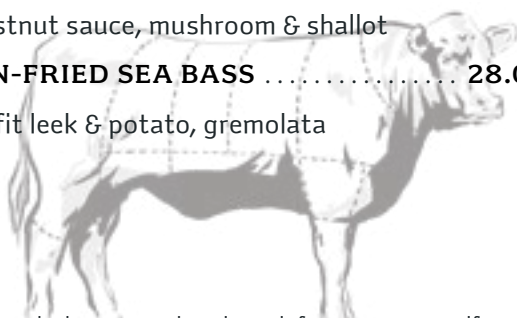 stnut sauce, mushroom & shallot
N-FRIED SEA BASS ................ 28.0
fit leek & potato, gremolata